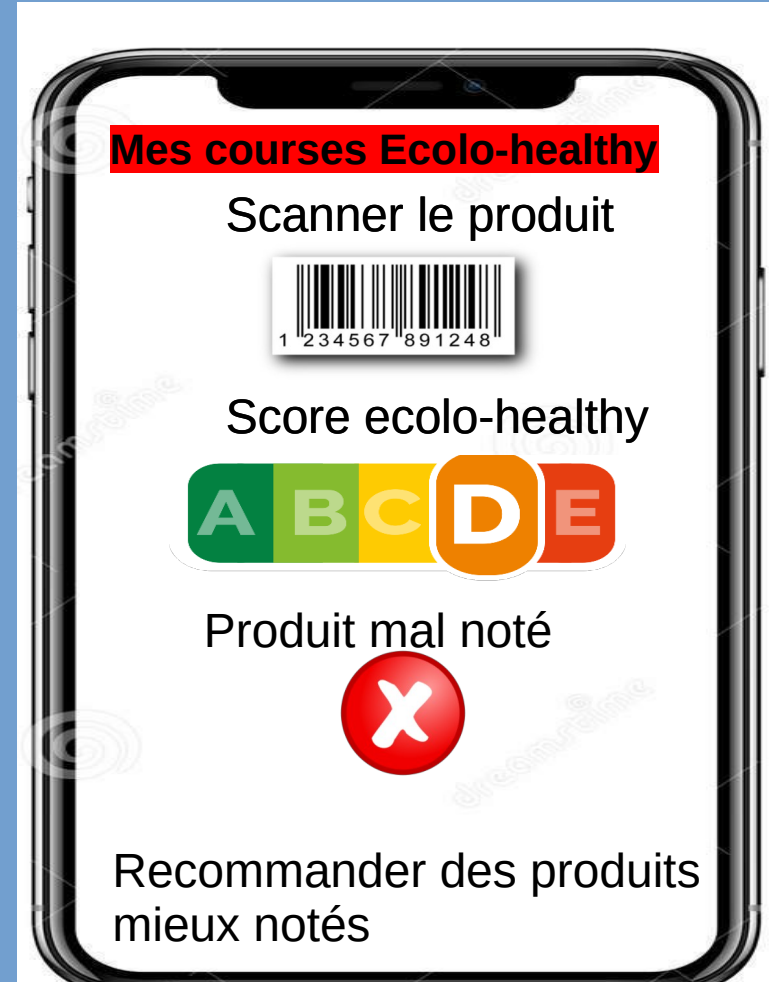 Mes courses Ecolo-healthy
Scanner le produit
1 234567 891248
Score ecolo-healthy
A B C D E
Produit mal noté
X
dreamstime
Recommander des produits
mieux notés